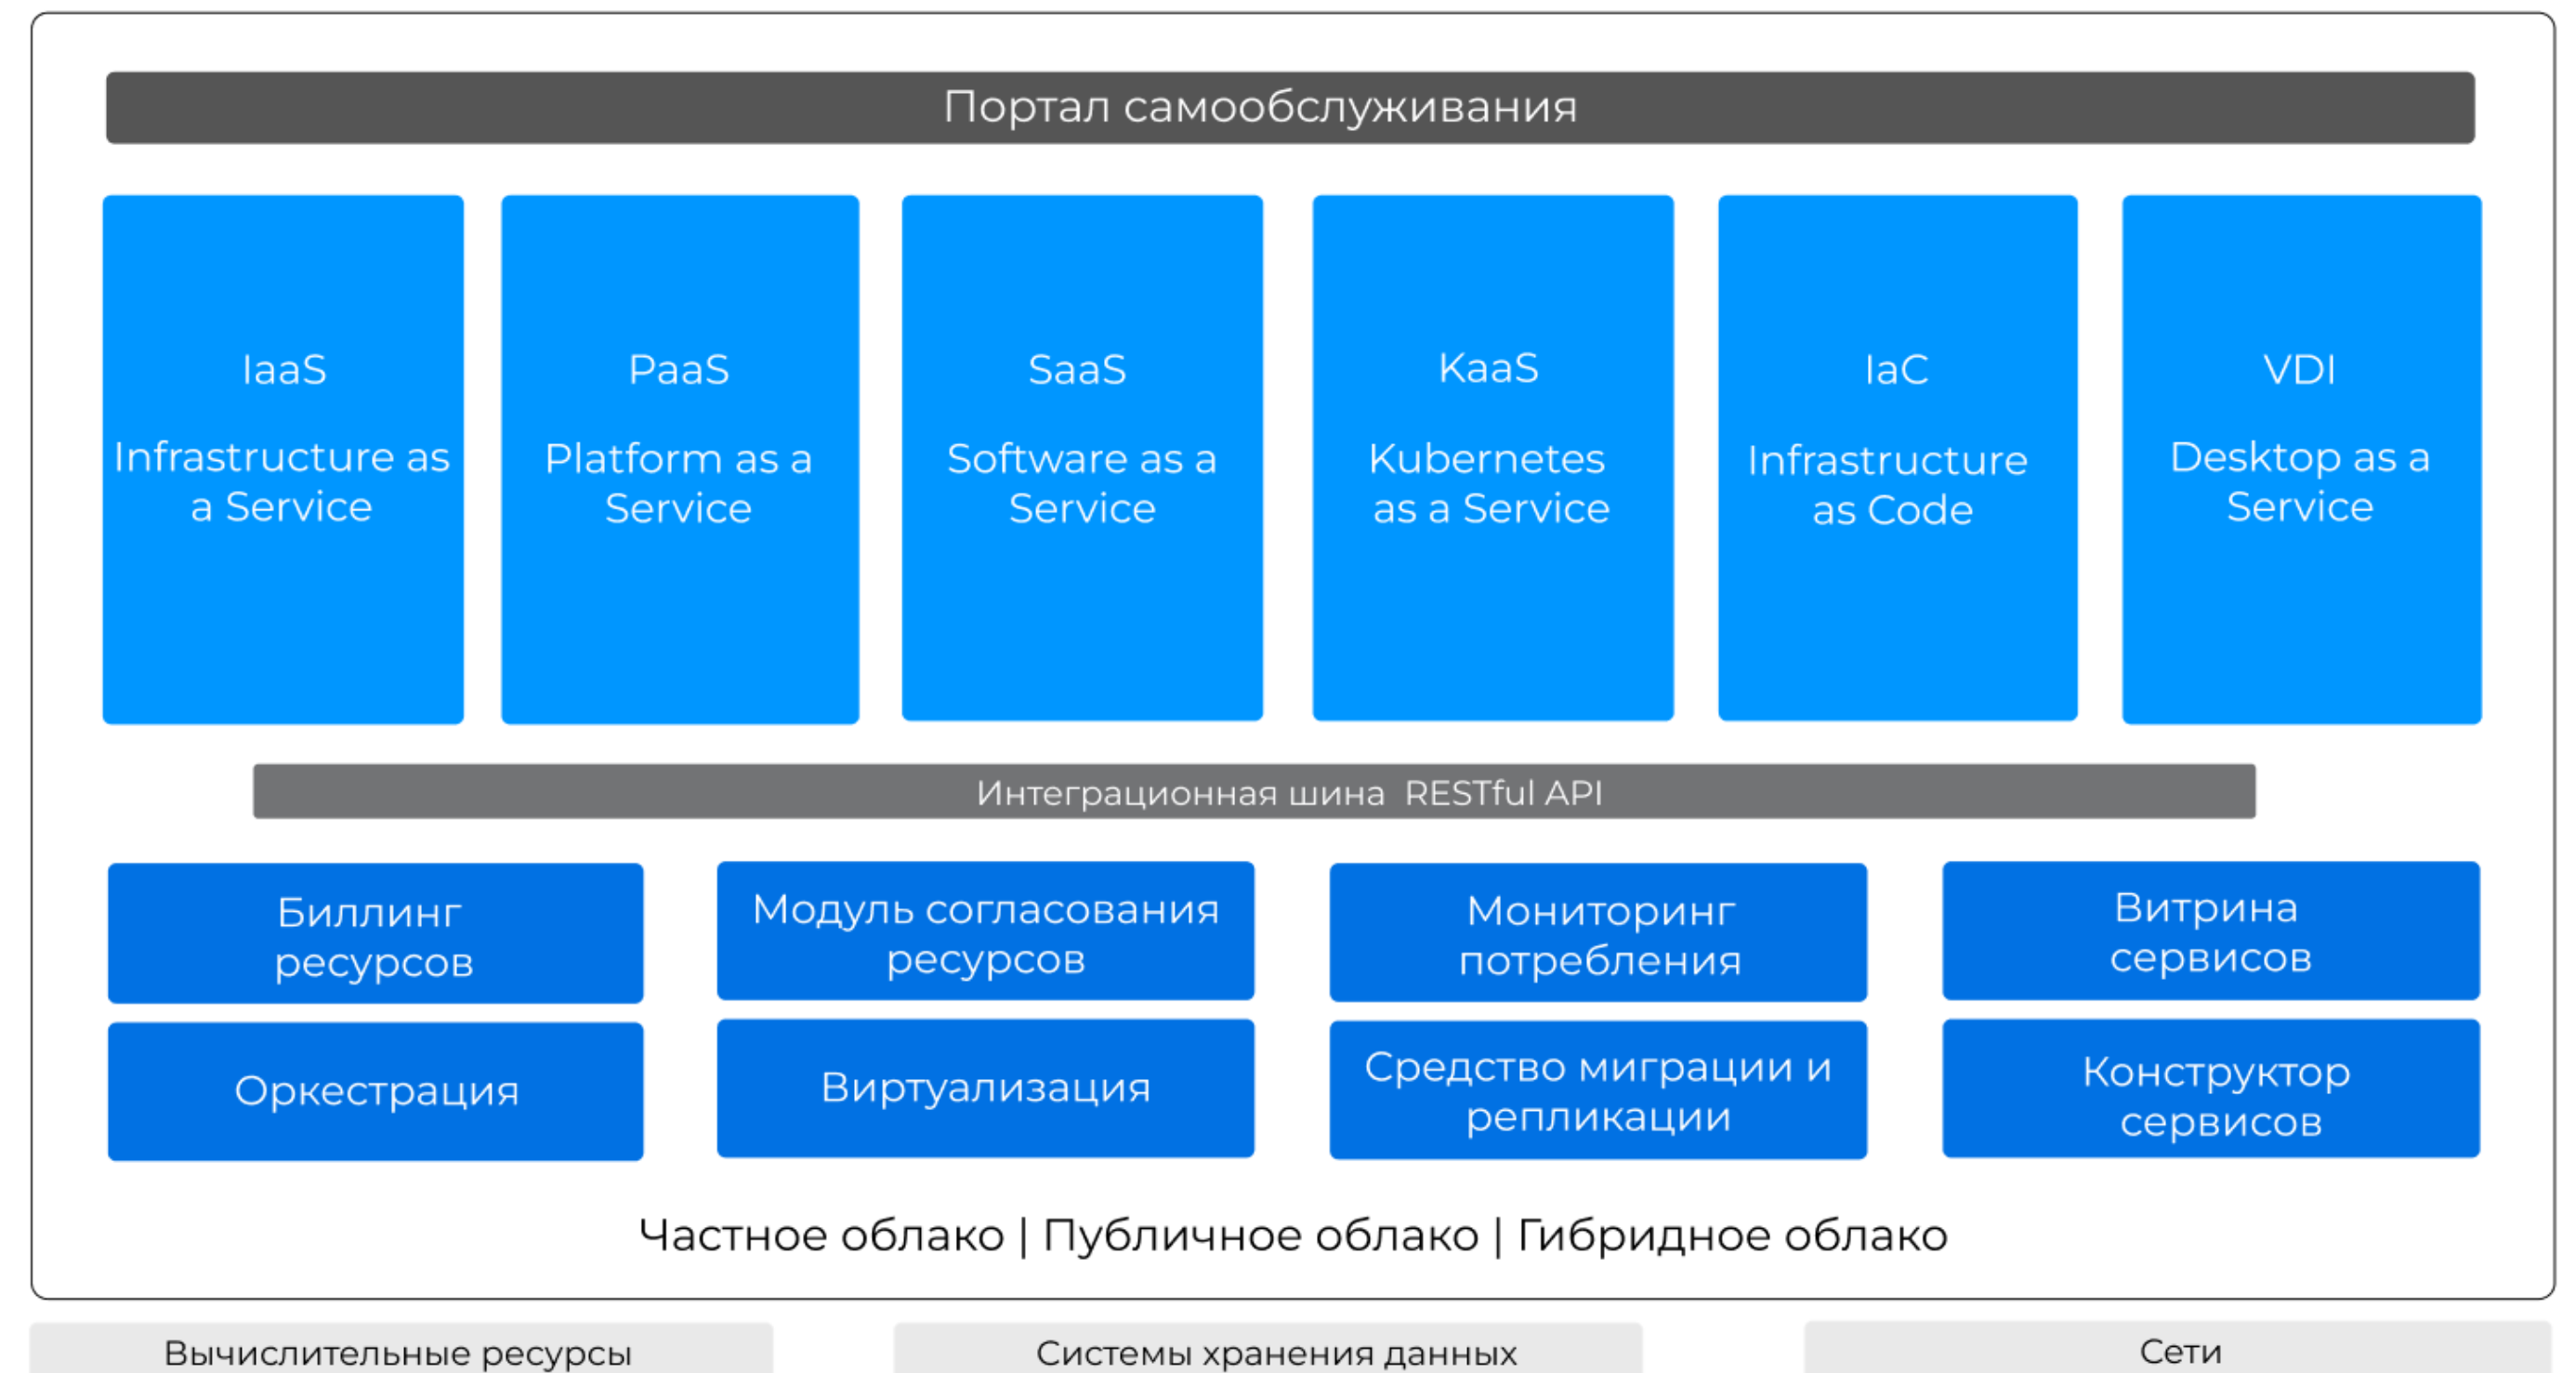 Портал самообслуживания
IaaS
Infrastructure as
a Service
PaaS
Platform as a
Service
SaaS
Software as a
Service
KaaS
Kubernetes
as a Service
IaC
Infrastructure
as Code
VDI
Desktop as a
Service
Интеграционная шина RESTful API
Биллинг
ресурсов
Модуль согласования
ресурсов
Мониторинг
потребления
Витрина
сервисов
Оркестрация
Виртуализация
Средство миграции и
репликации
Конструктор
сервисов
Частное облако | Публичное облако | Гибридное облако
Вычислительные ресурсы
Системы хранения данных
Сети